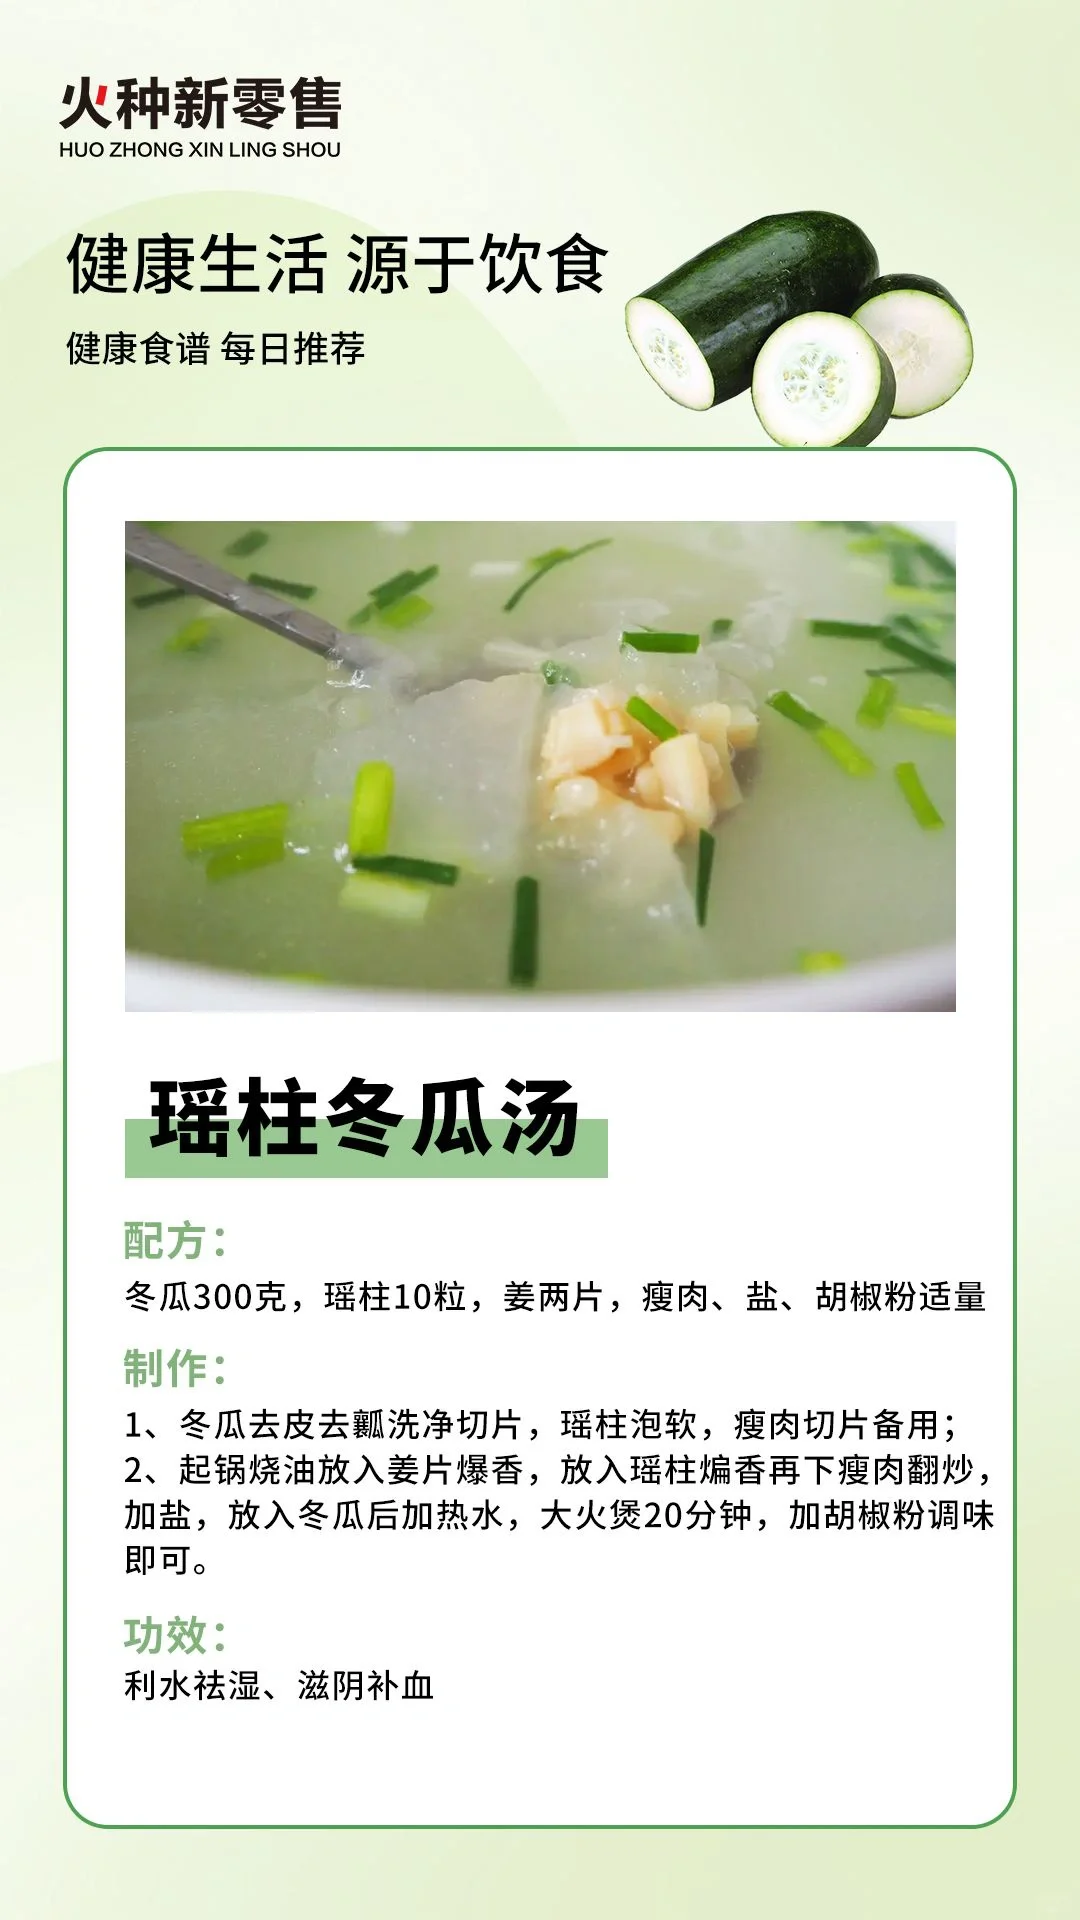 火种新零售
HUO ZHONG XIN LING SHOU
健康生活 源于饮食
健康食谱 每日推荐
瑶柱冬瓜汤
配方：
冬瓜300克，瑶柱10粒，姜两片，瘦肉、盐、胡椒粉适量
制作：
1、冬瓜去皮去瓤洗净切片，瑶柱泡软，瘦肉切片备用；
2、起锅烧油放入姜片爆香，放入瑶柱煸香再下瘦肉翻炒，
加盐，放入冬瓜后加热水，大火煲20分钟，加胡椒粉调味
即可。
功效：
利水祛湿、滋阴补血